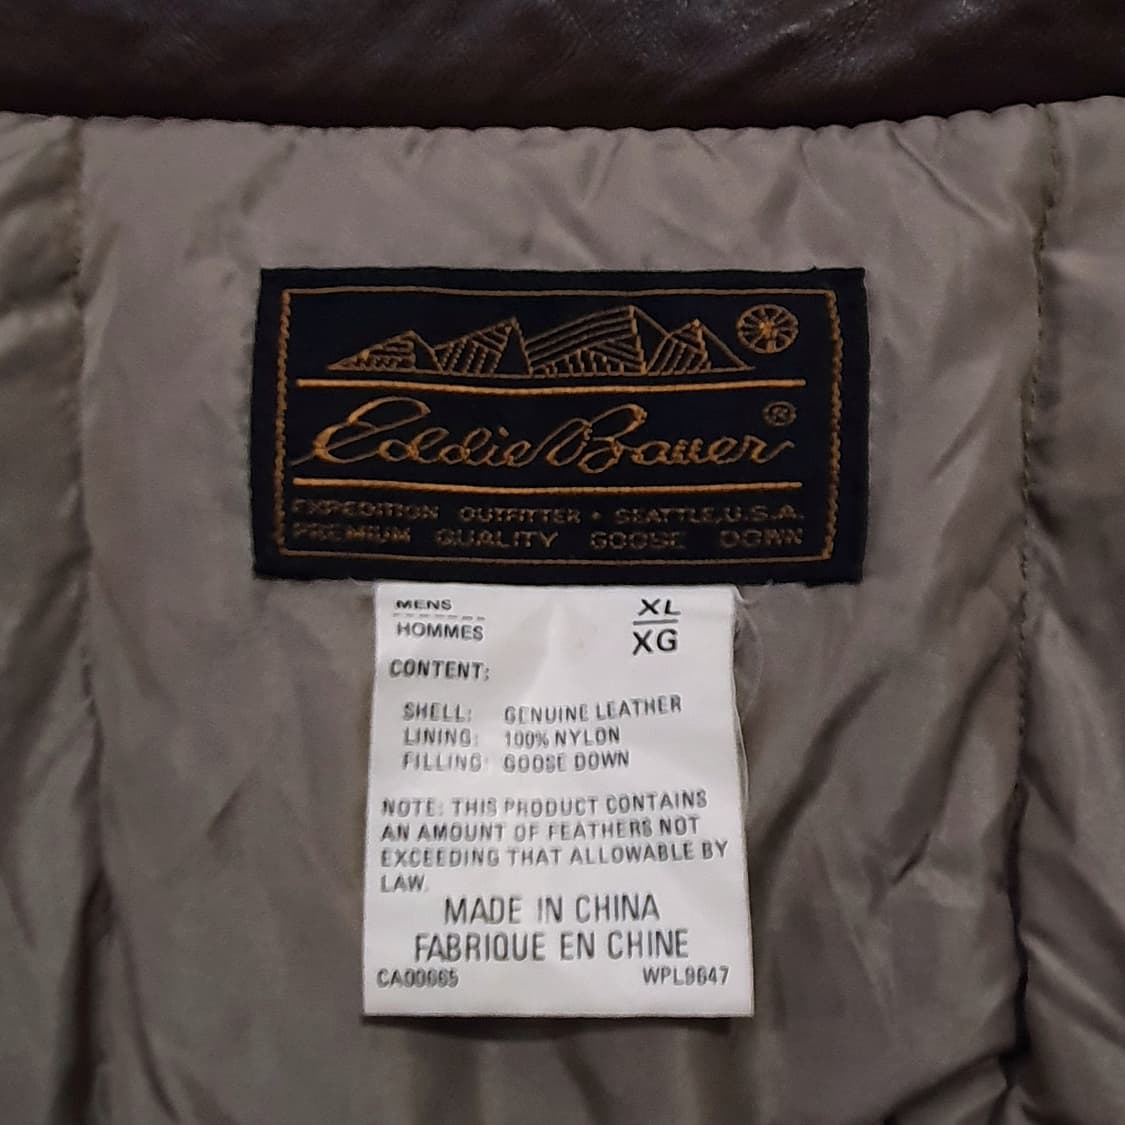 Eddie Bauer ®
EXPEDITION OUTFITTER • SEATTLE, U.S.A.
PREMIUM QUALITY GOOSE DOWN
MENS XL
HOMMES XG
CONTENT:
SHELL: GENUINE LEATHER
LINING: 100% NYLON
FILLING: GOOSE DOWN
NOTE: THIS PRODUCT CONTAINS
AN AMOUNT OF FEATHERS NOT
EXCEEDING THAT ALLOWABLE BY
LAW.
MADE IN CHINA
FABRIQUE EN CHINE
CA00665 WPL9647